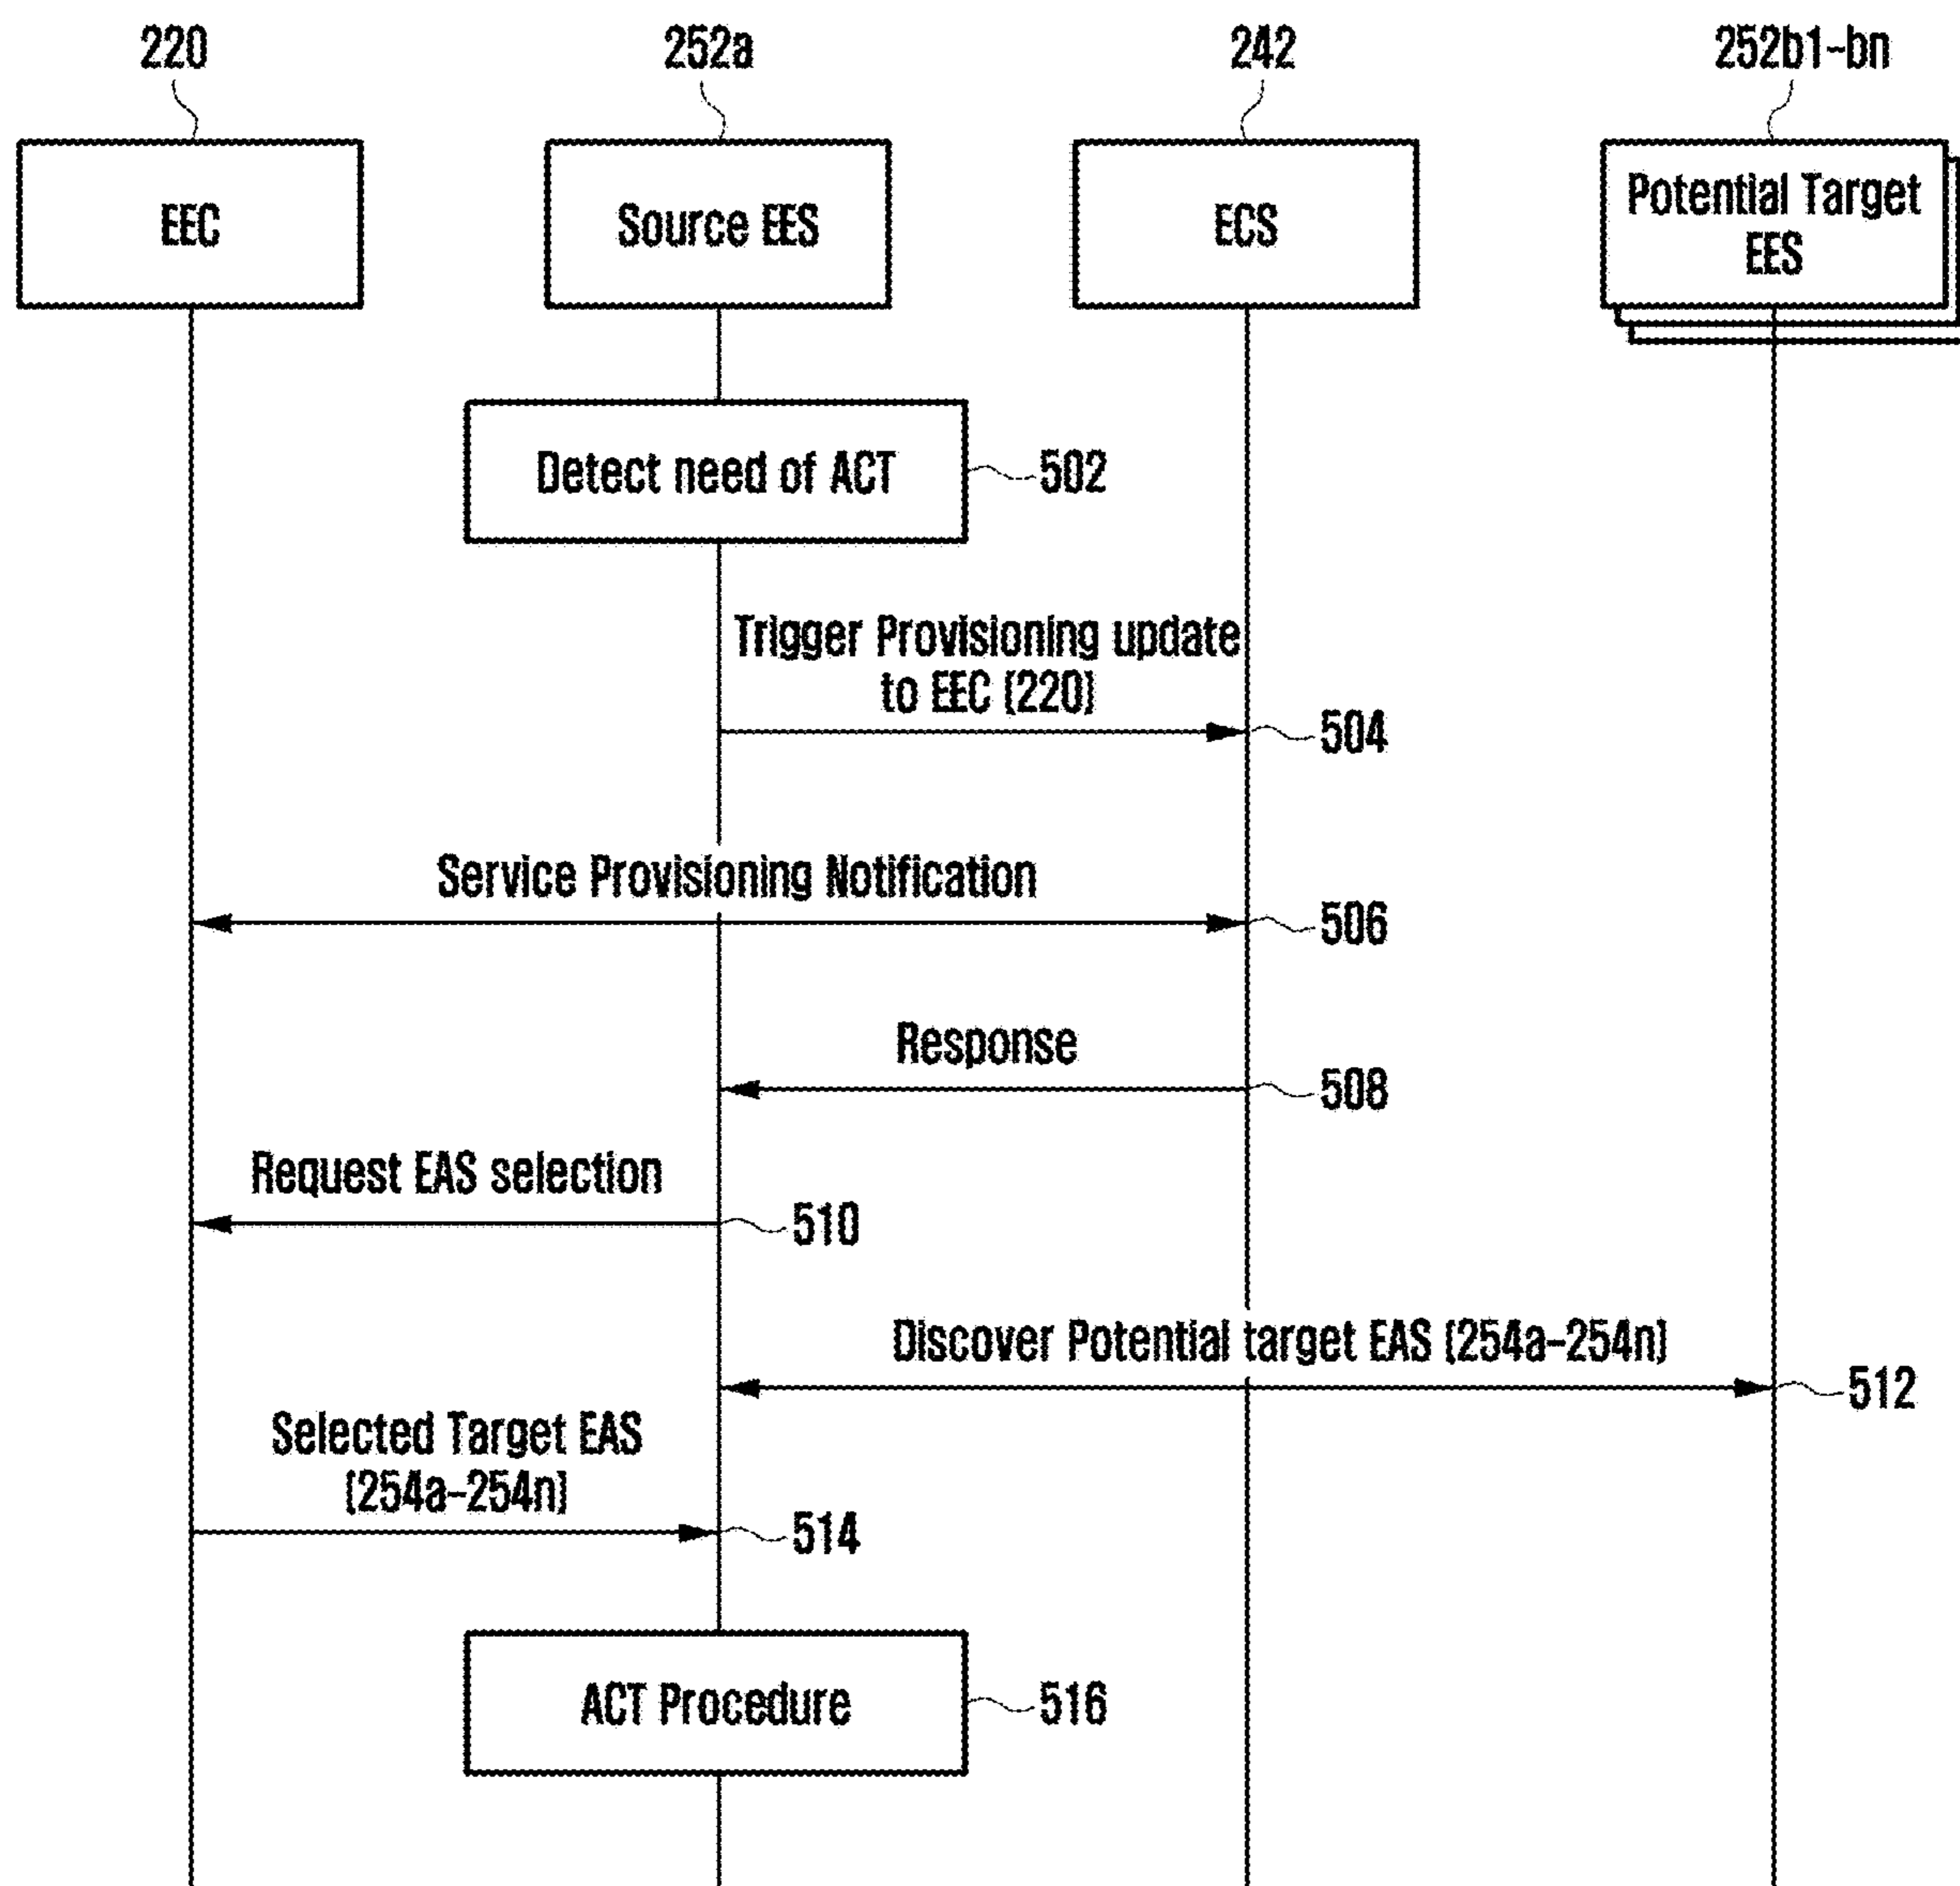 220
252a
242
252b1-bn
EEC
Source EES
ECS
Potential Target
EES
Detect need of ACT
502
Trigger Provisioning update
to EEC [220]
504
Service Provisioning Notification
506
Response
508
Request EAS selection
510
Discover Potential target EAS [254a-254n]
512
Selected Target EAS
[254a-254n]
514
ACT Procedure
516